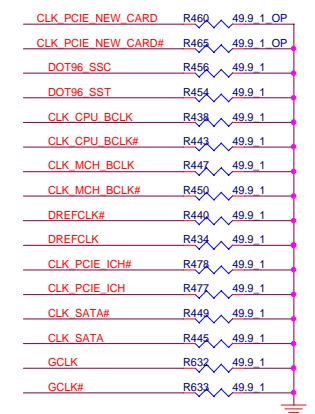 CLK_PCIE_NEW_CARD R460 49.9_1_OP
CLK_PCIE_NEW_CARD# R465 49.9_1_OP
DOT96_SSC R456 49.9_1
DOT96_SST R454 49.9_1
CLK_CPU_BCLK R438 49.9_1
CLK_CPU_BCLK# R443 49.9_1
CLK_MCH_BCLK R447 49.9_1
CLK_MCH_BCLK# R450 49.9_1
DREFCLK# R440 49.9_1
DREFCLK R434 49.9_1
CLK_PCIE_ICH# R478 49.9_1
CLK_PCIE_ICH R477 49.9_1
CLK_SATA# R449 49.9_1
CLK_SATA R445 49.9_1
GCLK R632 49.9_1
GCLK# R633 49.9_1